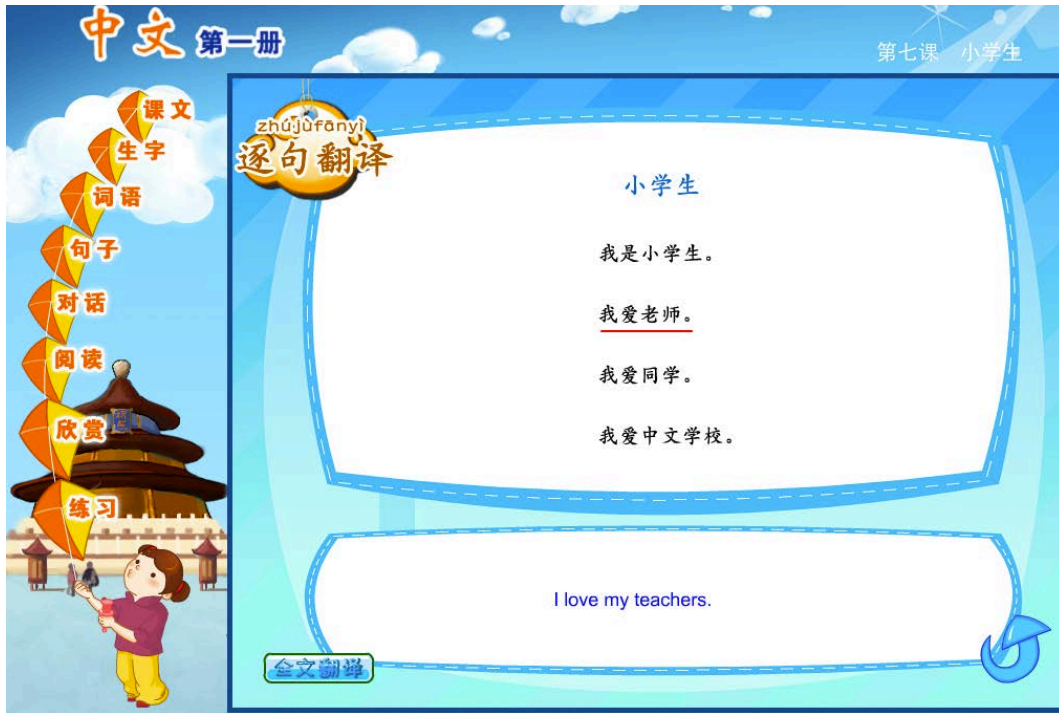 中文 第一册
第七课 小学生
课文
生字
词语
句子
对话
阅读
欣赏
练习
zhújùfānyì
逐句翻译
小学生
我是小学生。
我爱老师。
我爱同学。
我爱中文学校。
I love my teachers.
全文翻译